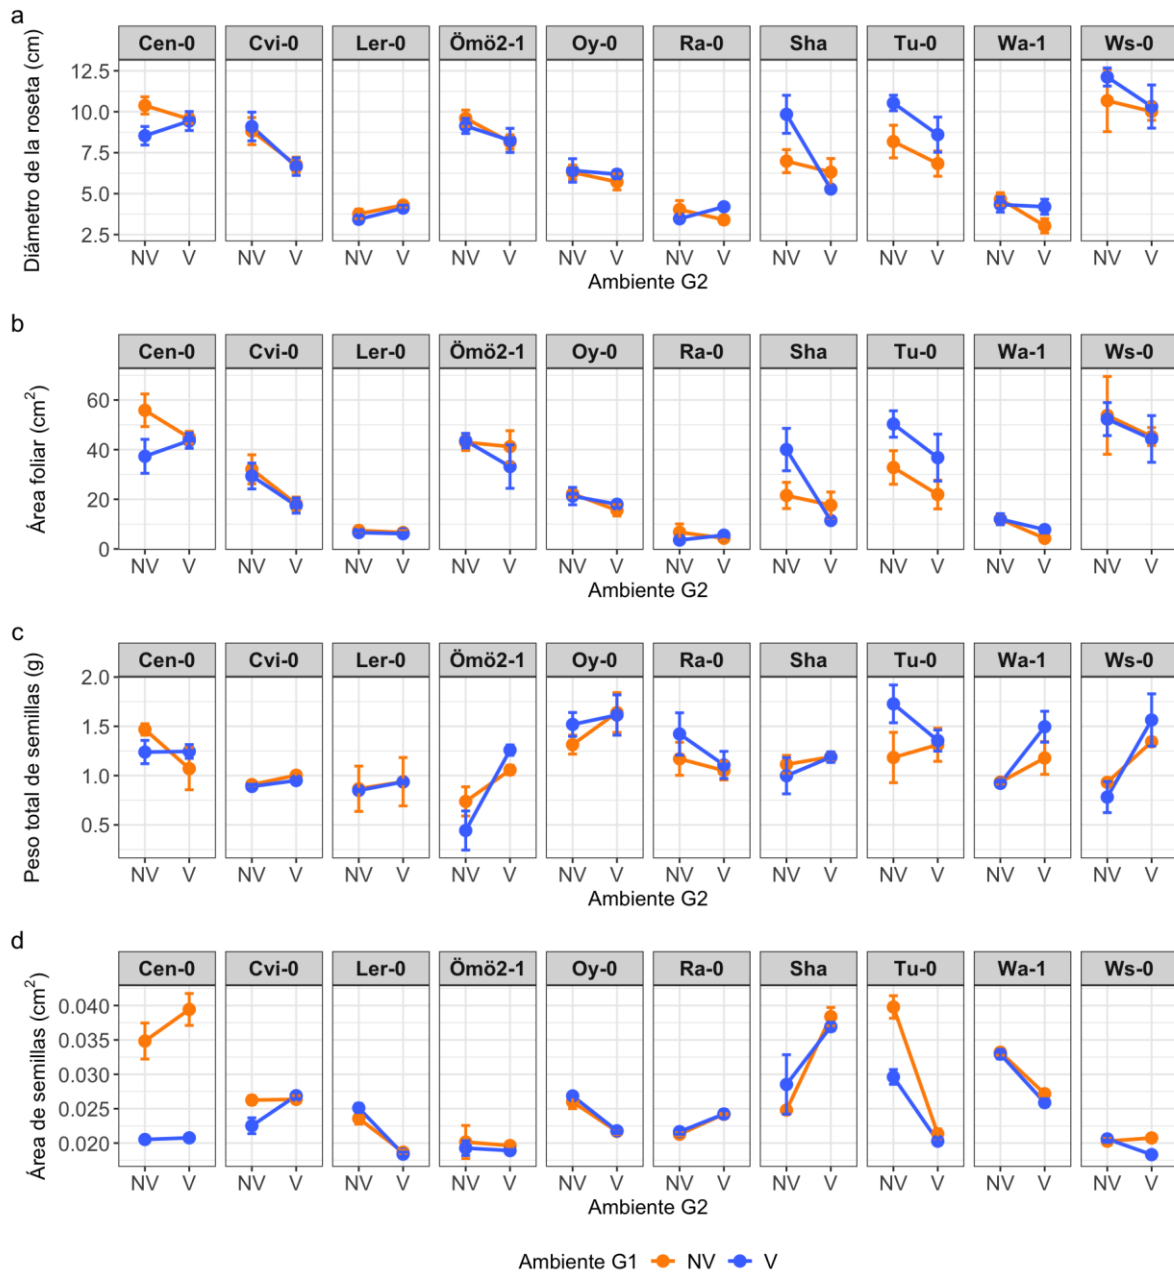 a
Cen-0 Cvi-0 Ler-0 Ömö2-1 Oy-0 Ra-0 Sha Tu-0 Wa-1 Ws-0
Diámetro de la roseta (cm)
12.5
10.0
7.5
5.0
2.5
NV V NV V NV V NV V NV V NV V NV V NV V NV V NV V
Ambiente G2
b
Cen-0 Cvi-0 Ler-0 Ömö2-1 Oy-0 Ra-0 Sha Tu-0 Wa-1 Ws-0
Área foliar (cm²)
60
40
20
0
NV V NV V NV V NV V NV V NV V NV V NV V NV V NV V
Ambiente G2
c
Cen-0 Cvi-0 Ler-0 Ömö2-1 Oy-0 Ra-0 Sha Tu-0 Wa-1 Ws-0
Peso total de semillas (g)
2.0
1.5
1.0
0.5
NV V NV V NV V NV V NV V NV V NV V NV V NV V NV V
Ambiente G2
d
Cen-0 Cvi-0 Ler-0 Ömö2-1 Oy-0 Ra-0 Sha Tu-0 Wa-1 Ws-0
Área de semillas (cm²)
0.040
0.035
0.030
0.025
0.020
NV V NV V NV V NV V NV V NV V NV V NV V NV V NV V
Ambiente G2
Ambiente G1 NV V